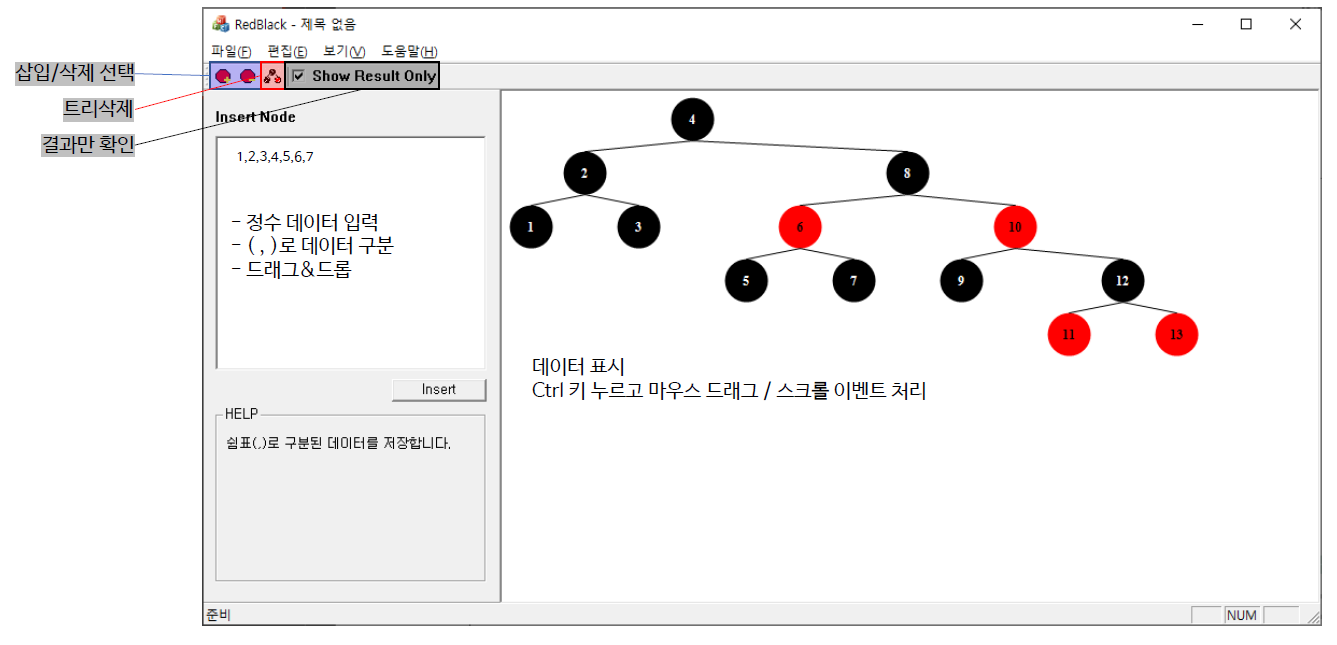 RedBlack - 제목 없음
파일(F) 편집(E) 보기(V) 도움말(H)
삽입/삭제 선택
Show Result Only
트리삭제
결과만 확인
Insert Node
1,2,3,4,5,6,7
- 정수 데이터 입력
- ( , )로 데이터 구분
- 드래그&드롭
Insert
HELP
쉼표(,)로 구분된 데이터를 저장합니다.
4
2
8
1
3
6
10
5
7
9
12
11
13
데이터 표시
Ctrl 키 누르고 마우스 드래그 / 스크롤 이벤트 처리
준비
NUM